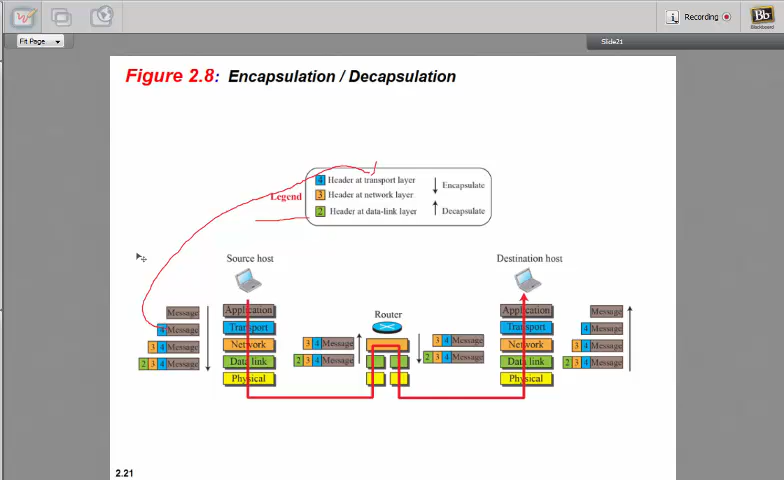 Recording
Bb
Blackboard
Fit Page
Slide21
Figure 2.8: Encapsulation / Decapsulation
Legend
4 Header at transport layer
3 Header at network layer
2 Header at data-link layer
Encapsulate
Decapsulate
Source host
Destination host
Router
Message
4 Message
3 4 Message
2 3 4 Message
Application
Transport
Network
Data link
Physical
3 4 Message
2 3 4 Message
3 4 Message
2 3 4 Message
Application
Transport
Network
Data link
Physical
Message
4 Message
3 4 Message
2 3 4 Message
2.21